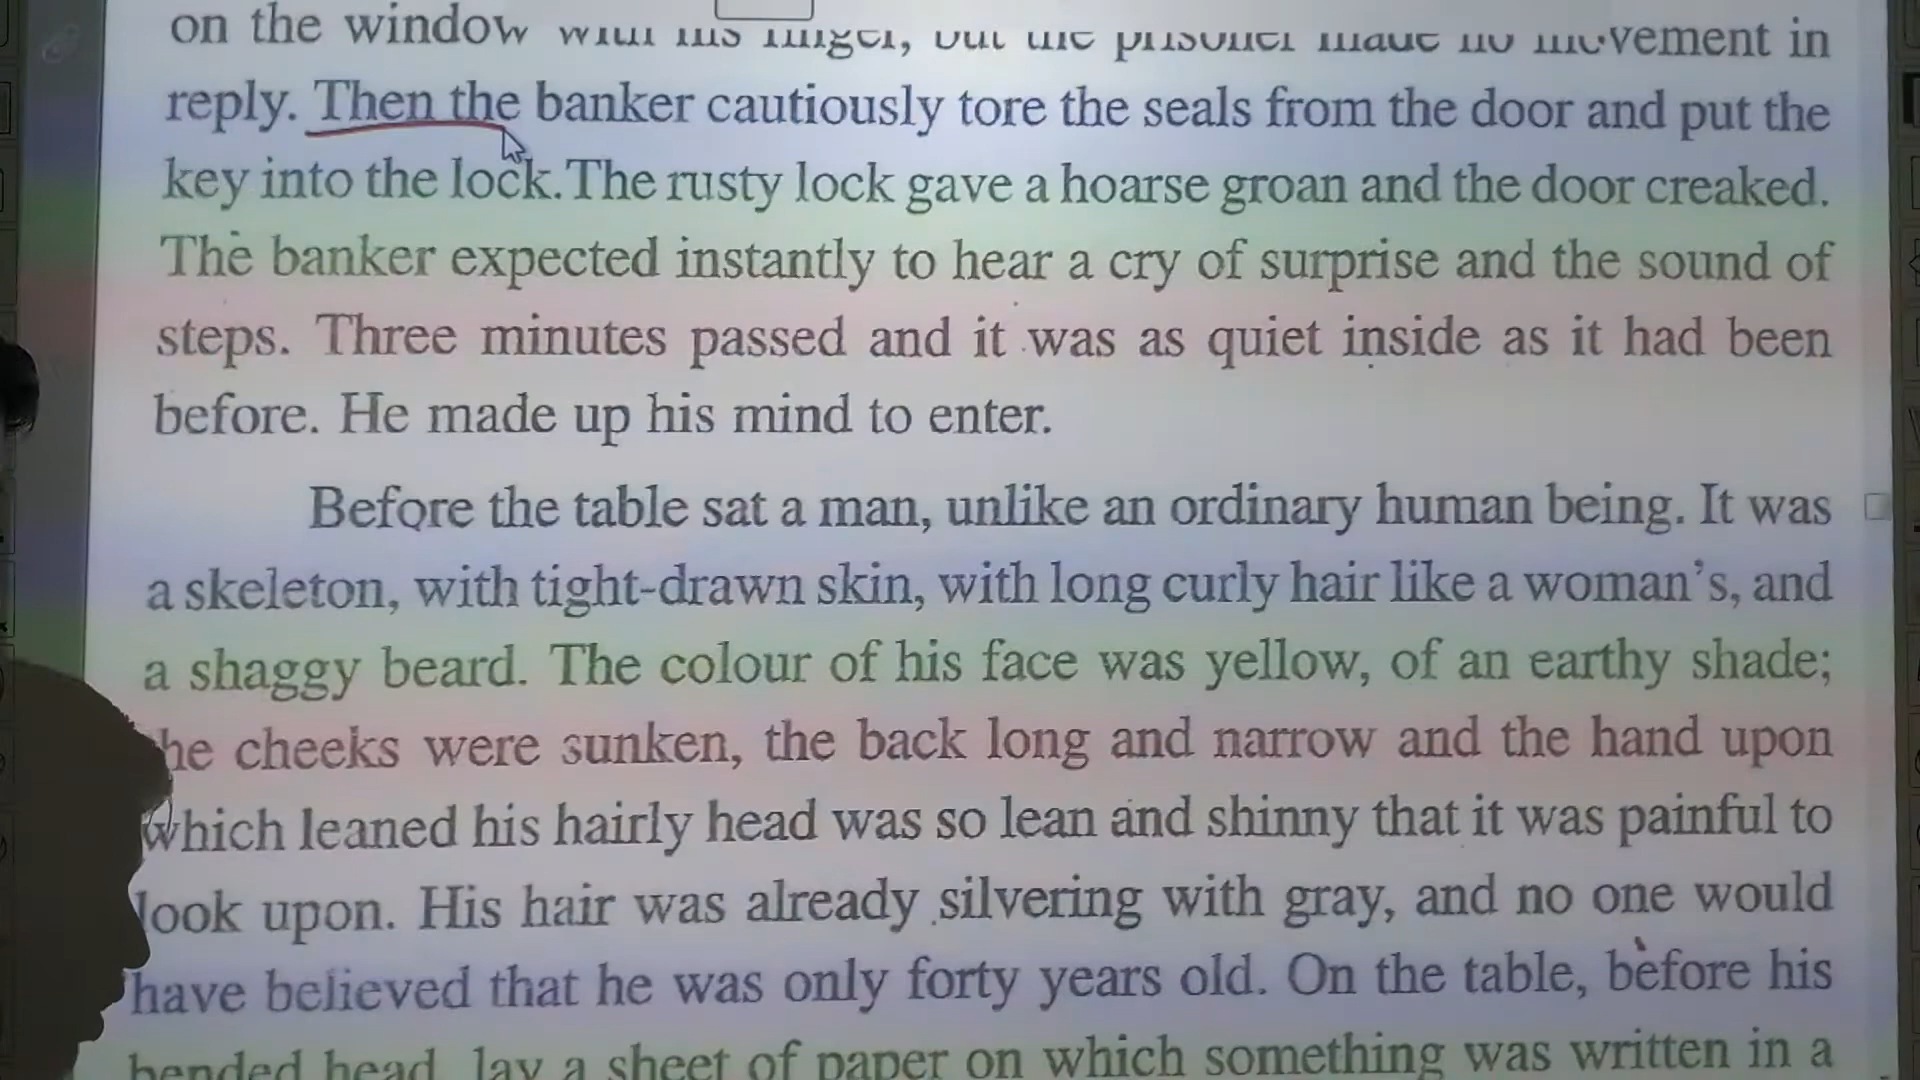 on the window with his finger, but the prisoner made no movement in
reply. Then the banker cautiously tore the seals from the door and put the
key into the lock. The rusty lock gave a hoarse groan and the door creaked.
The banker expected instantly to hear a cry of surprise and the sound of
steps. Three minutes passed and it was as quiet inside as it had been
before. He made up his mind to enter.
Before the table sat a man, unlike an ordinary human being. It was
a skeleton, with tight-drawn skin, with long curly hair like a woman's, and
a shaggy beard. The colour of his face was yellow, of an earthy shade;
he cheeks were sunken, the back long and narrow and the hand upon
which leaned his hairly head was so lean and shinny that it was painful to
look upon. His hair was already silvering with gray, and no one would
have believed that he was only forty years old. On the table, before his
bended head, lay a sheet of paper on which something was written in a